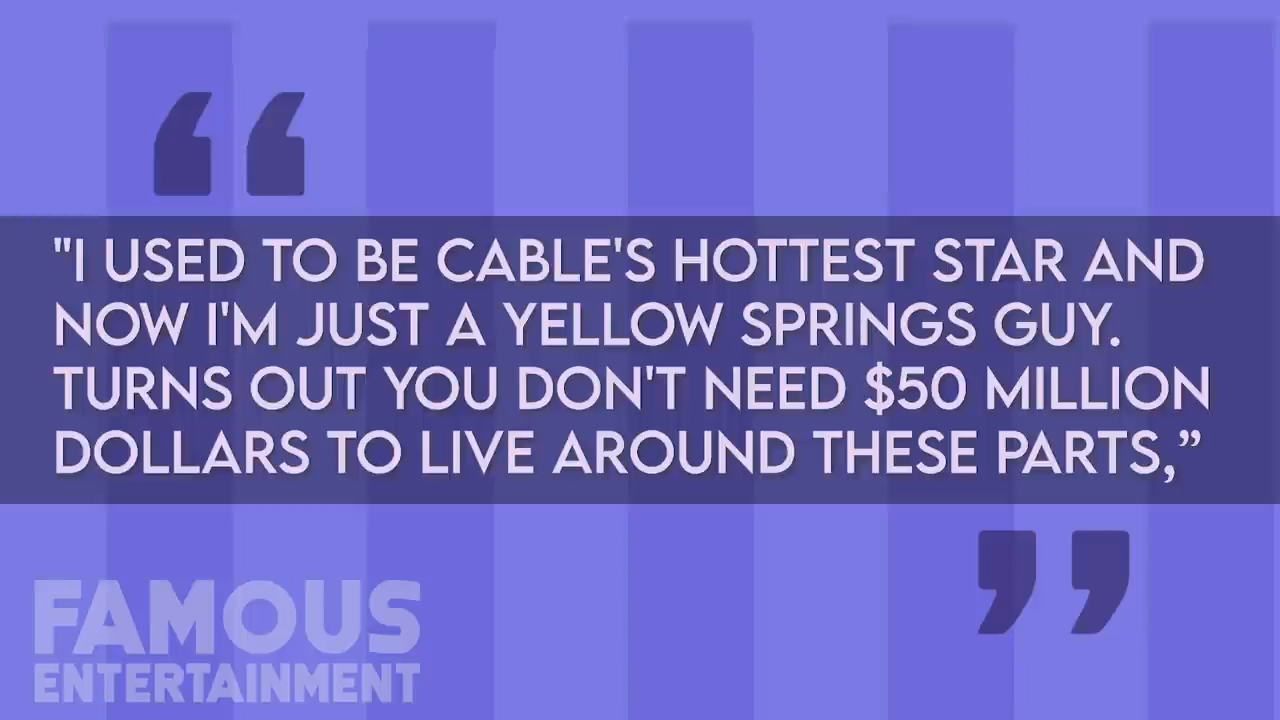 "I USED TO BE CABLE'S HOTTEST STAR AND
NOW I'M JUST A YELLOW SPRINGS GUY.
TURNS OUT YOU DON'T NEED $50 MILLION
DOLLARS TO LIVE AROUND THESE PARTS,”
FAMOUS
ENTERTAINMENT